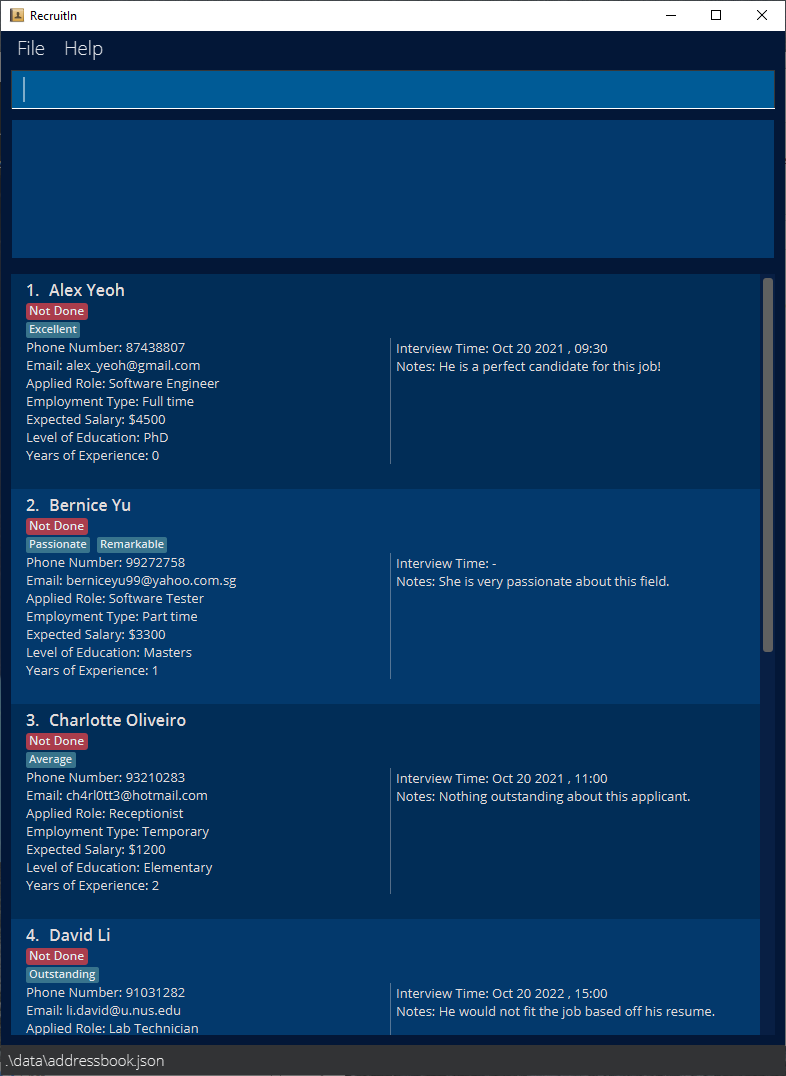 RecruitIn
File Help
1. Alex Yeoh
Not Done
Excellent
Phone Number: 87438807
Email: alex_yeoh@gmail.com
Applied Role: Software Engineer
Employment Type: Full time
Expected Salary: $4500
Level of Education: PhD
Years of Experience: 0
Interview Time: Oct 20 2021 , 09:30
Notes: He is a perfect candidate for this job!
2. Bernice Yu
Not Done
Passionate Remarkable
Phone Number: 99272758
Email: berniceyu99@yahoo.com.sg
Applied Role: Software Tester
Employment Type: Part time
Expected Salary: $3300
Level of Education: Masters
Years of Experience: 1
Interview Time: -
Notes: She is very passionate about this field.
3. Charlotte Oliveiro
Not Done
Average
Phone Number: 93210283
Email: ch4rl0tt3@hotmail.com
Applied Role: Receptionist
Employment Type: Temporary
Expected Salary: $1200
Level of Education: Elementary
Years of Experience: 2
Interview Time: Oct 20 2021 , 11:00
Notes: Nothing outstanding about this applicant.
4. David Li
Not Done
Outstanding
Phone Number: 91031282
Email: li.david@u.nus.edu
Applied Role: Lab Technician
Interview Time: Oct 20 2022 , 15:00
Notes: He would not fit the job based off his resume.
.\data\addressbook.json